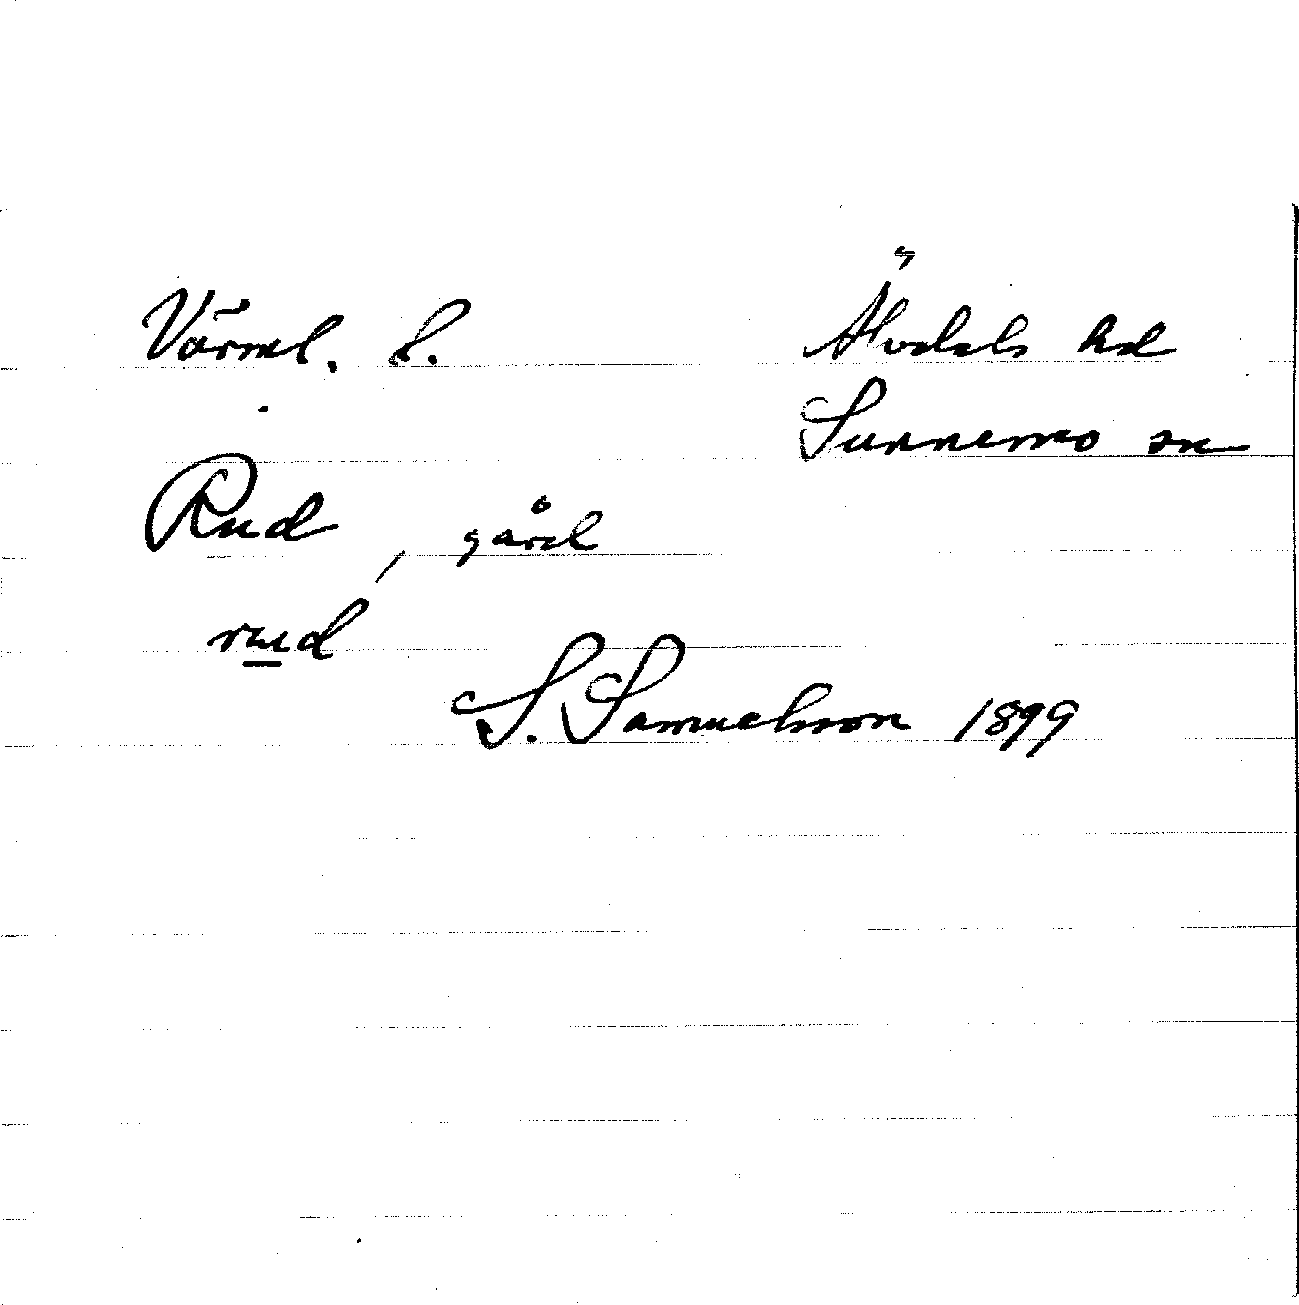 Värml. l. Älvdals hd
Sunnemo sn
Rud, gård
rud
S. Samuelsson 1899